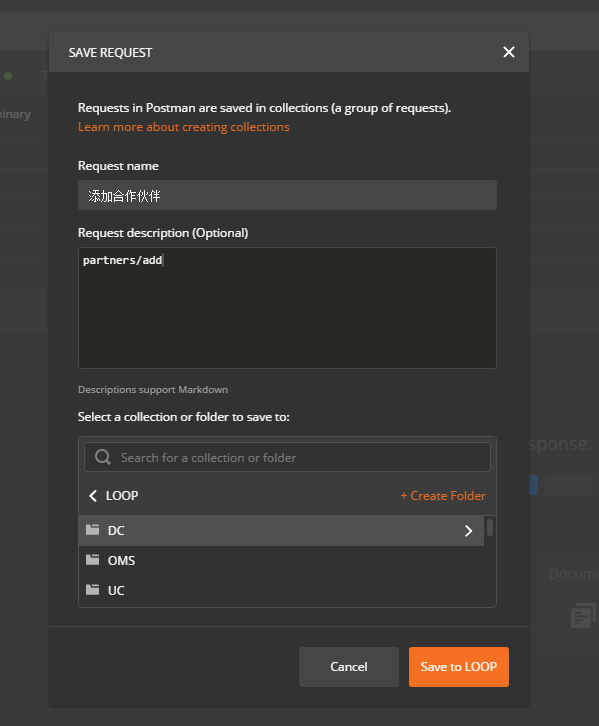 SAVE REQUEST
T
inary
Requests in Postman are saved in collections (a group of requests).
Learn more about creating collections
Request name
添加合作伙伴
Request description (Optional)
partners/add
Descriptions support Markdown
Select a collection or folder to save to:
sponse.
Search for a collection or folder
LOOP
+ Create Folder
DC
OMS
UC
Docume
Cancel
Save to LOOP